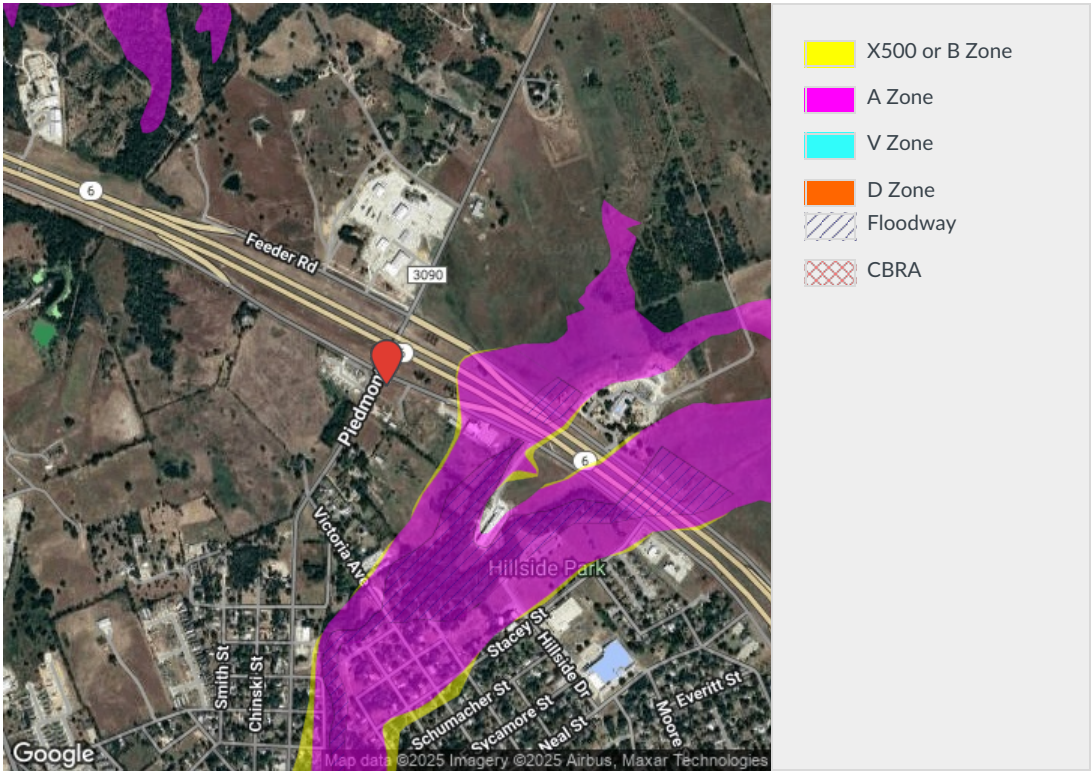 X500 or B Zone
A Zone
V Zone
D Zone
Floodway
CBRA
6
Feeder Rd
3090
Piedmon
6
Victoria Ave
Hillside Park
Smith St
Chinski St
Stacey St
Hillside Dr
Schumacher St
Sycamore St
Neal St
Everitt St
Moore
Google
Map data ©2025 Imagery ©2025 Airbus, Maxar Technologies